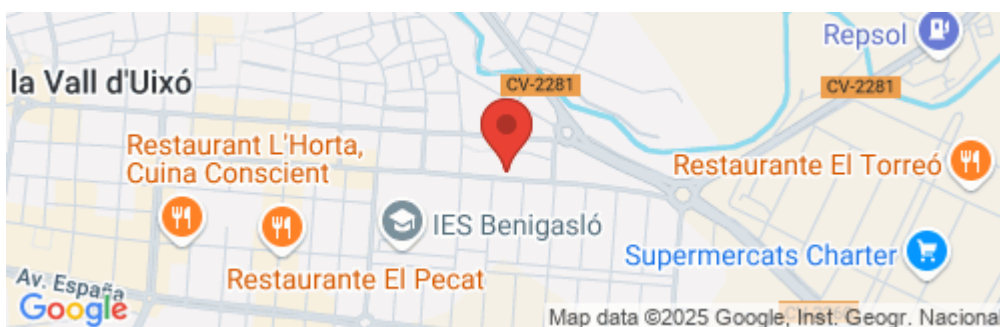 Repsol
la Vall d'Uixó
CV-2281
CV-2281
Restaurant L'Horta,
Cuina Conscient
Restaurante El Torreó
IES Benigasló
Supermercats Charter
Restaurante El Pecat
Av. España
Google
Map data ©2025 Google, Inst. Geogr. Naciona